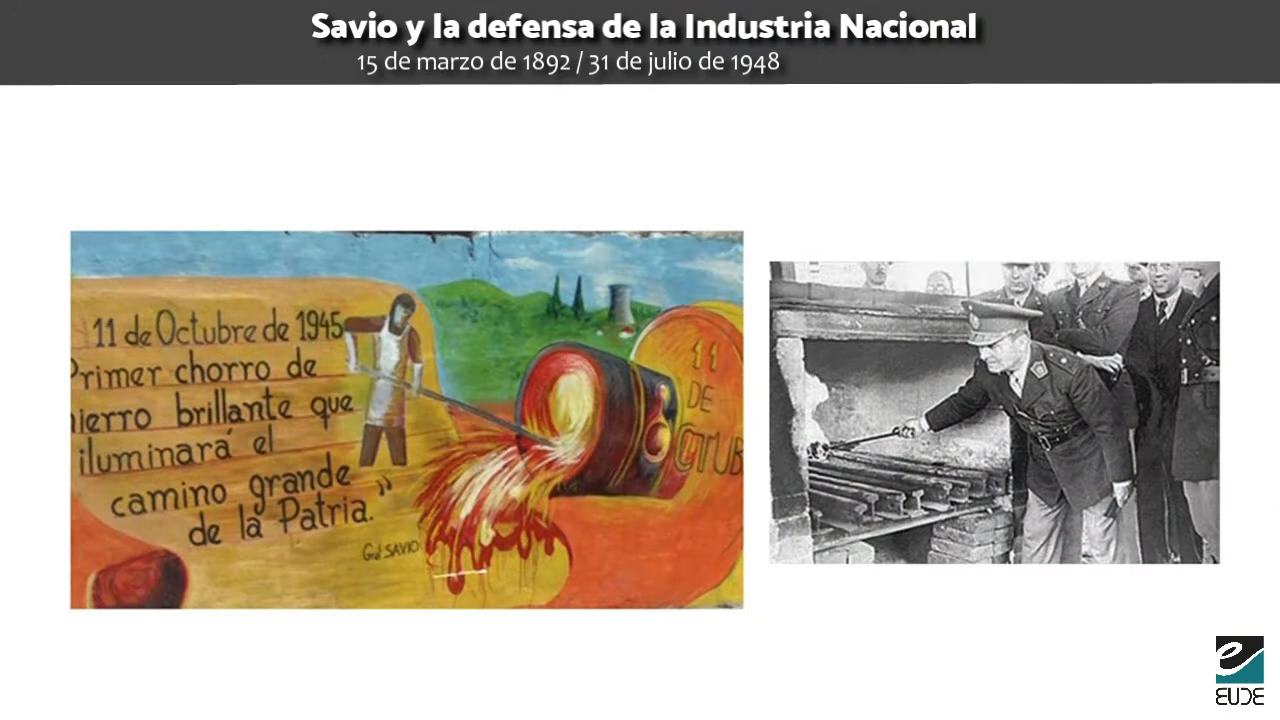 Savio y la defensa de la Industria Nacional
15 de marzo de 1892 / 31 de julio de 1948
11 de Octubre de 1945
Primer chorro de
hierro brillante que
iluminará el
camino grande
de la Patria."
Gral SAVIO
11
DE
OCTUB
EUDE